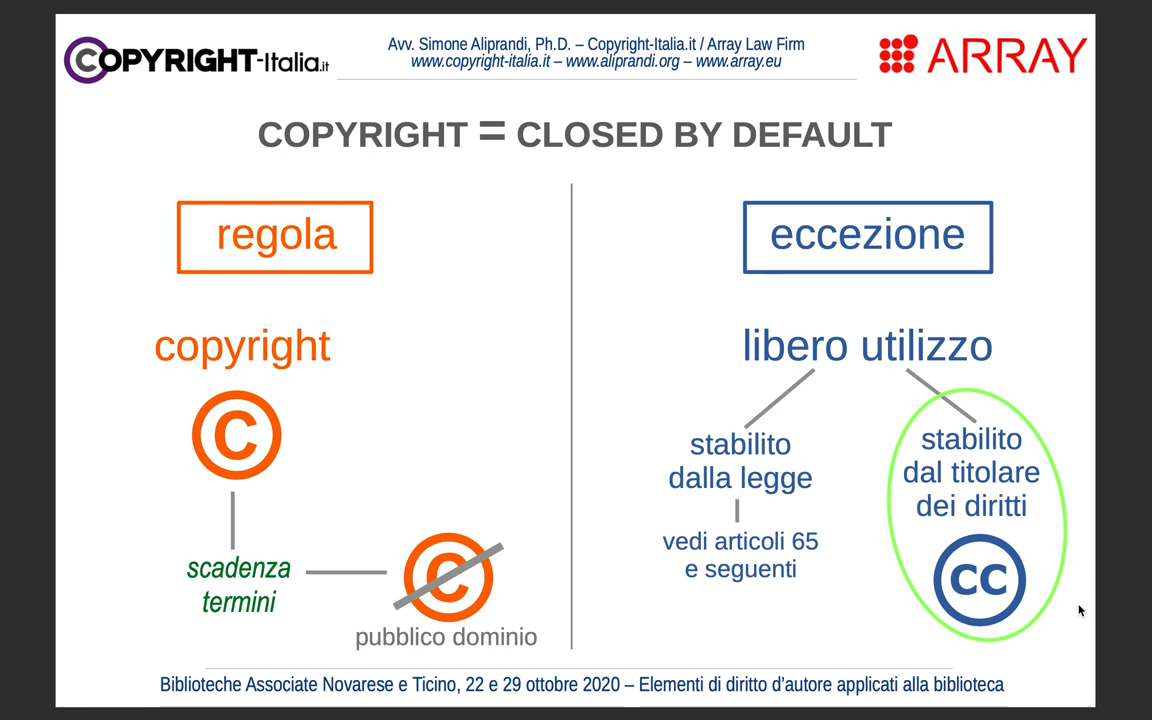 COPYRIGHT-Italia.it
Avv. Simone Aliprandi, Ph.D. – Copyright-Italia.it / Array Law Firm
www.copyright-italia.it – www.aliprandi.org – www.array.eu
ARRAY
COPYRIGHT = CLOSED BY DEFAULT
regola
copyright
C
scadenza
termini
C
pubblico dominio
eccezione
libero utilizzo
stabilito
dalla legge
vedi articoli 65
e seguenti
stabilito
dal titolare
dei diritti
CC
Biblioteche Associate Novarese e Ticino, 22 e 29 ottobre 2020 – Elementi di diritto d'autore applicati alla biblioteca